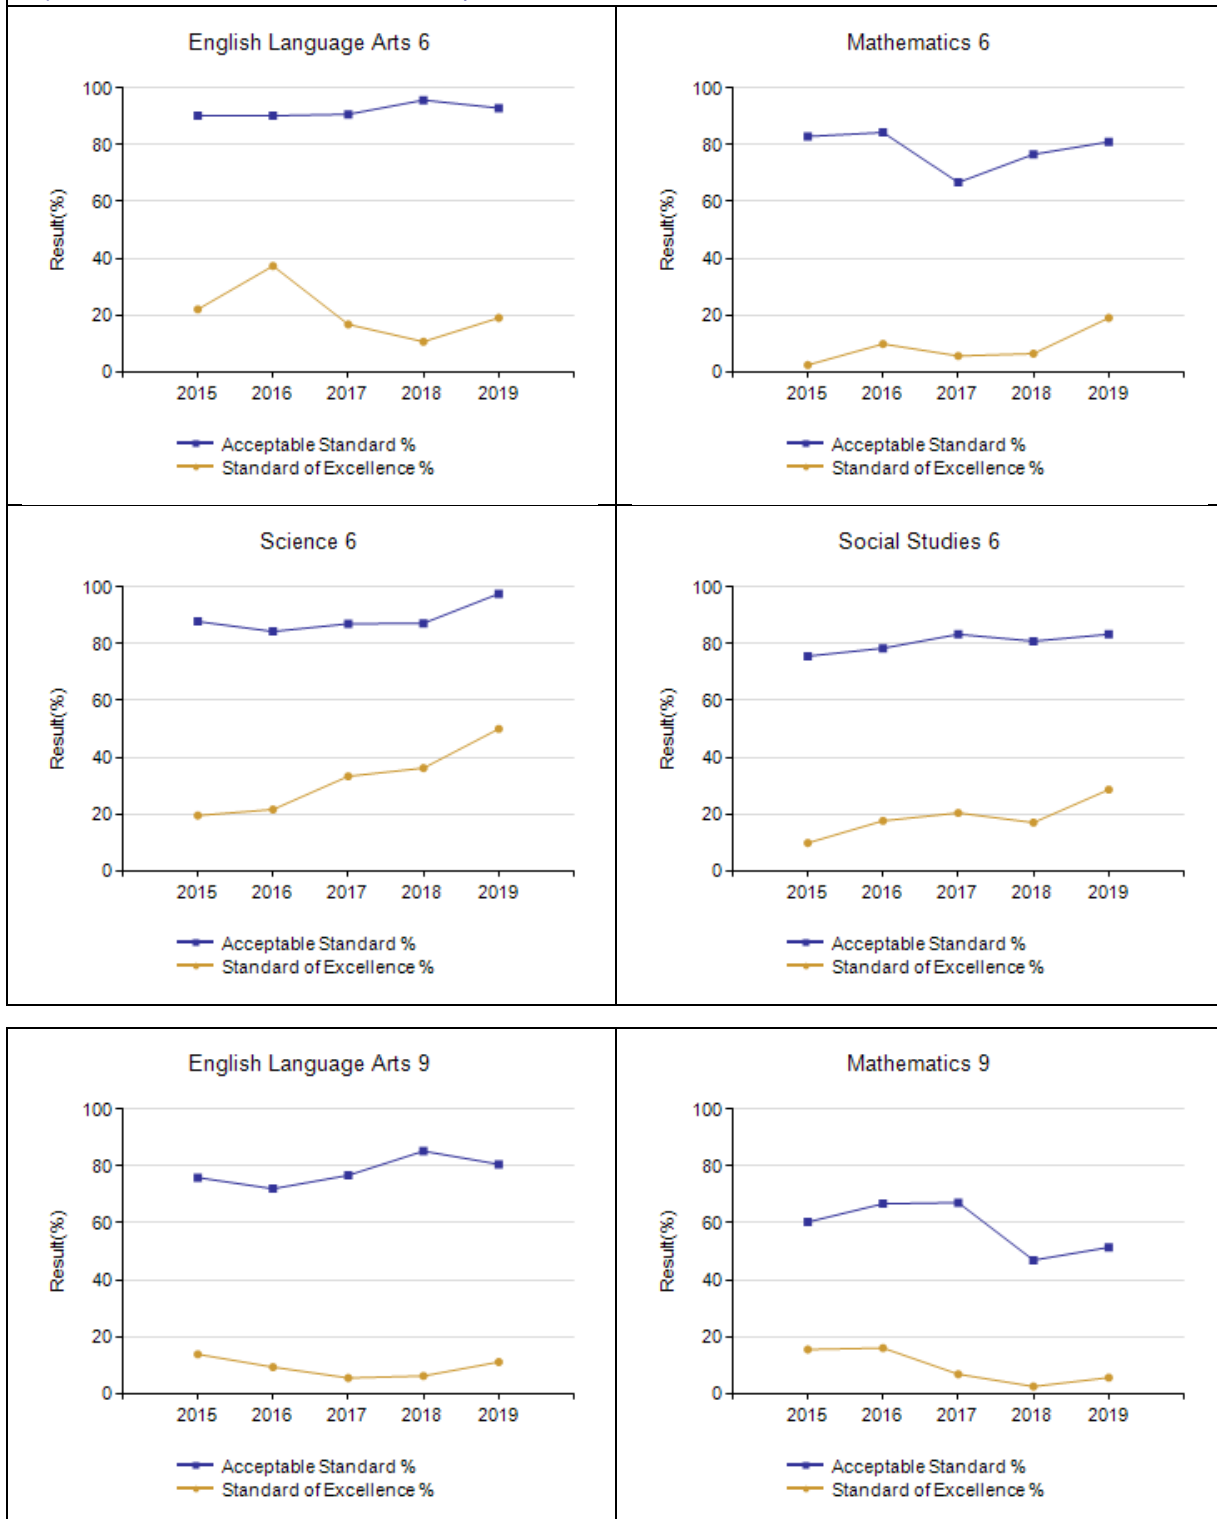 English Language Arts 6
100
80
60
40
20
0
Result(%)
2015 2016 2017 2018 2019
Acceptable Standard %
Standard of Excellence %
Mathematics 6
100
80
60
40
20
0
Result(%)
2015 2016 2017 2018 2019
Acceptable Standard %
Standard of Excellence %
Science 6
100
80
60
40
20
0
Result(%)
2015 2016 2017 2018 2019
Acceptable Standard %
Standard of Excellence %
Social Studies 6
100
80
60
40
20
0
Result(%)
2015 2016 2017 2018 2019
Acceptable Standard %
Standard of Excellence %
English Language Arts 9
100
80
60
40
20
0
Result(%)
2015 2016 2017 2018 2019
Acceptable Standard %
Standard of Excellence %
Mathematics 9
100
80
60
40
20
0
Result(%)
2015 2016 2017 2018 2019
Acceptable Standard %
Standard of Excellence %